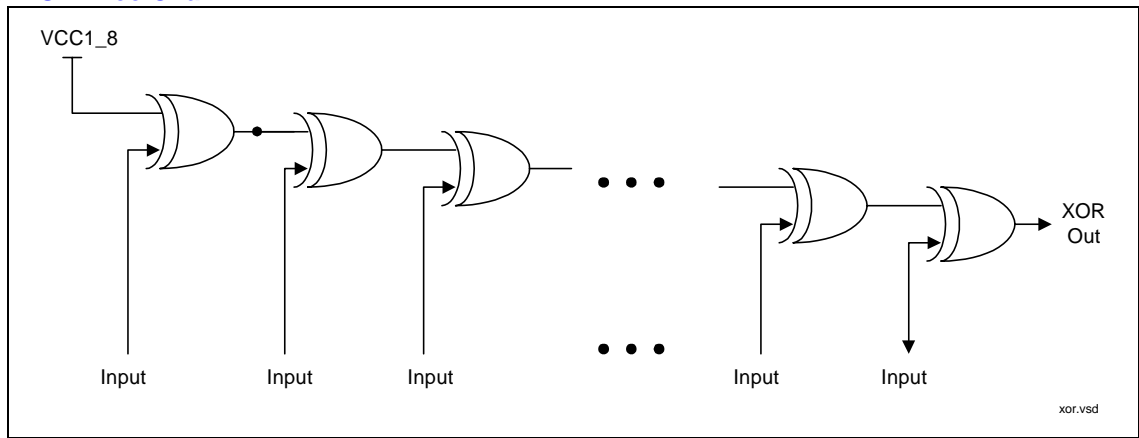 VCC1_8
XOR
Out
Input
Input
Input
Input
Input
xor.vsd